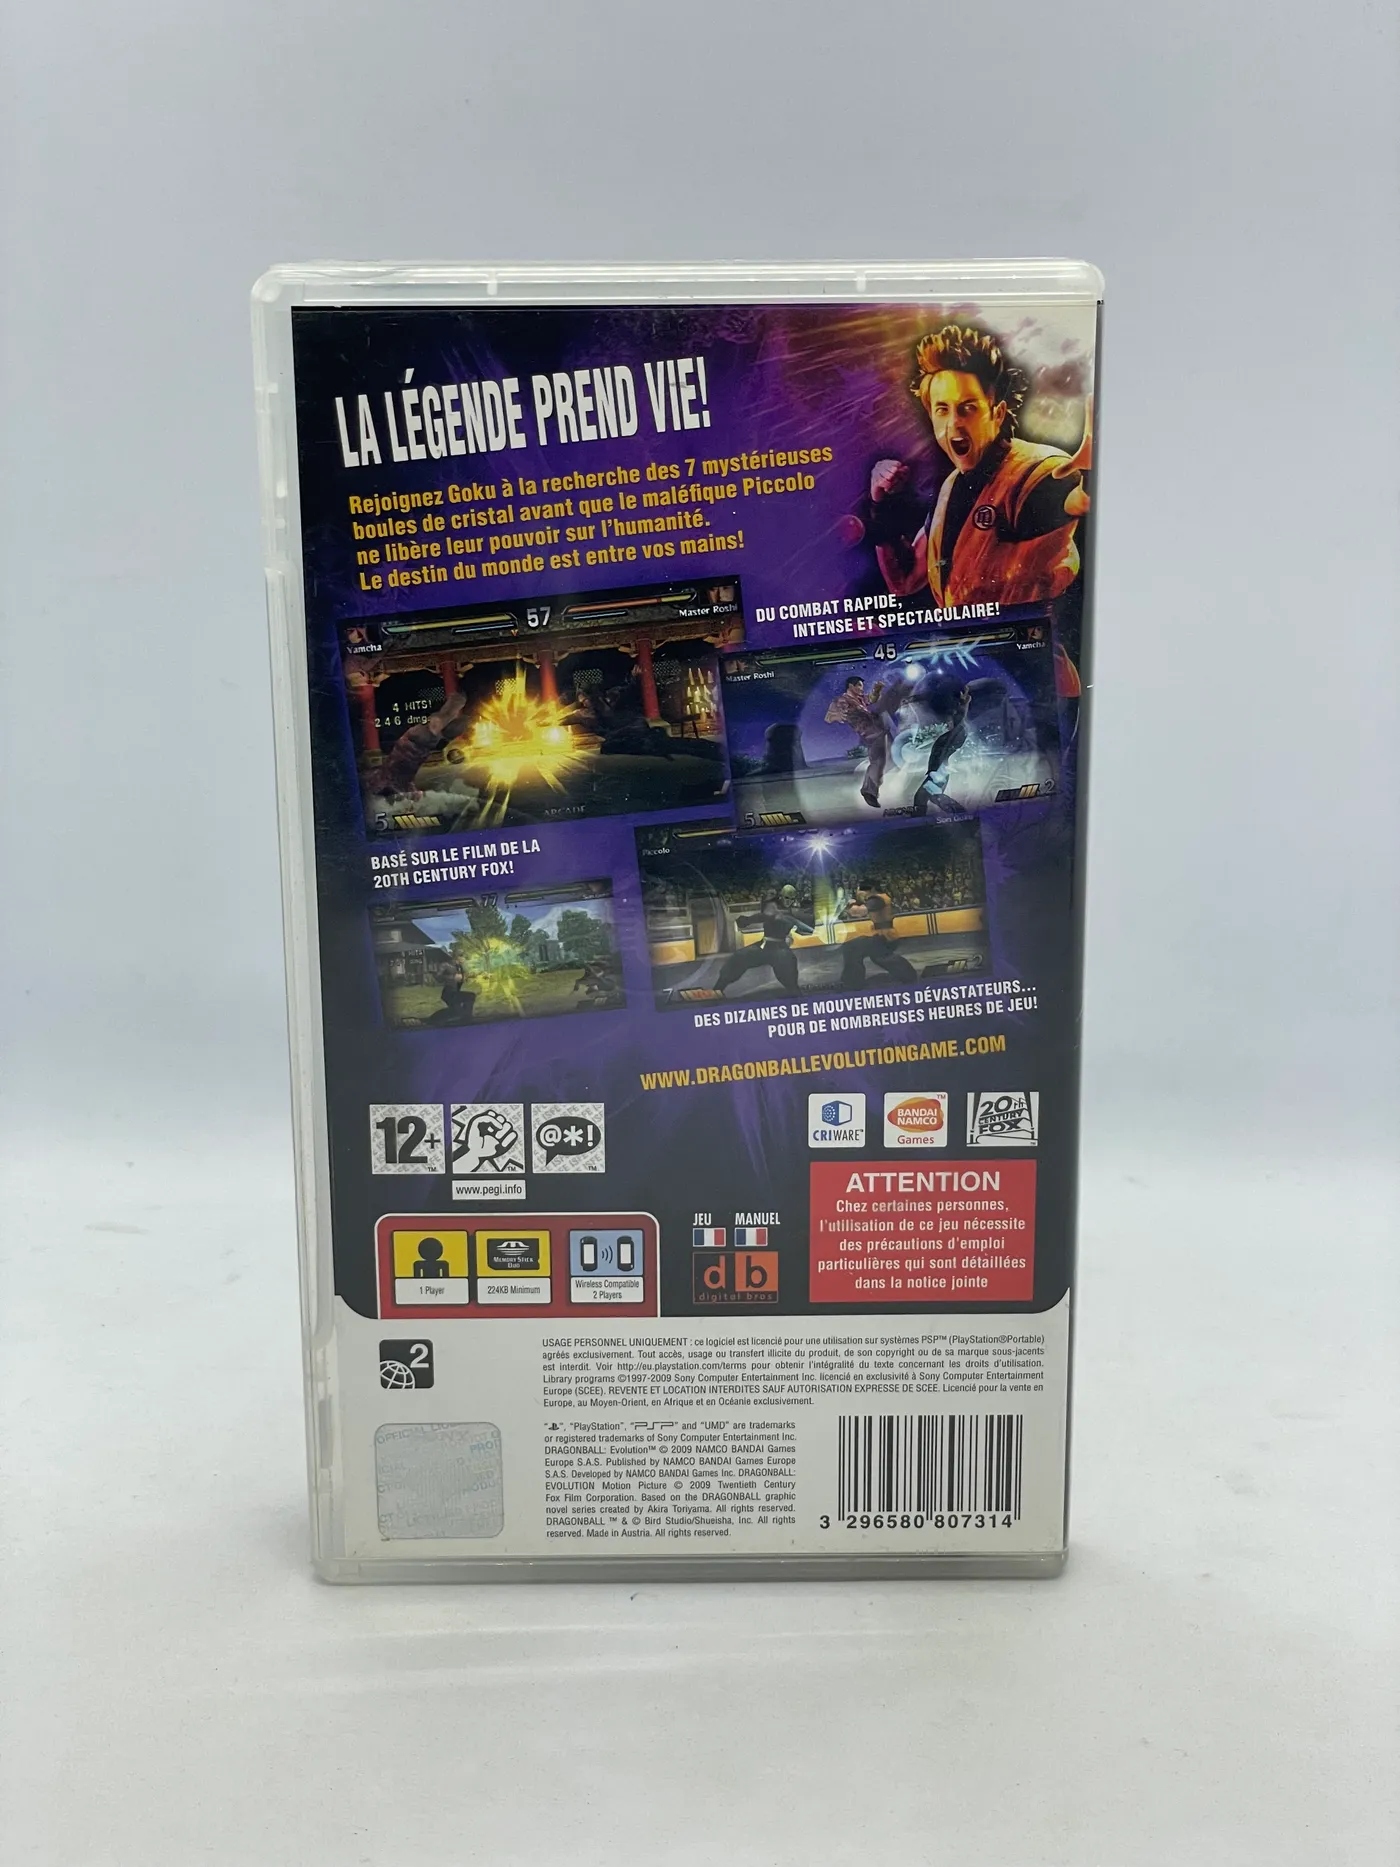 LA LÉGENDE PREND VIE!
Rejoignez Goku à la recherche des 7 mystérieuses
boules de cristal avant que le maléfique Piccolo
ne libère leur pouvoir sur l'humanité.
Le destin du monde est entre vos mains!
57
Yamcha
Master Roshi
4 HITS!
246 dmg.
5
ARCADE
DU COMBAT RAPIDE,
INTENSE ET SPECTACULAIRE!
45
Master Roshi
Yamcha
5
2
BASÉ SUR LE FILM DE LA
20TH CENTURY FOX!
77
Piccolo
DES DIZAINES DE MOUVEMENTS DÉVASTATEURS...
POUR DE NOMBREUSES HEURES DE JEU!
WWW.DRAGONBALLEVOLUTIONGAME.COM
12+
@*!
www.pegi.info
CRIWARE™
BANDAI
NAMCO
Games
20TH
CENTURY
FOX
ATTENTION
Chez certaines personnes,
l'utilisation de ce jeu nécessite
des précautions d'emploi
particulières qui sont détaillées
dans la notice jointe
JEU MANUEL
db
digital bros
1 Player
MEMORY STICK
DUO
224KB Minimum
Wireless Compatible
2 Players
2
USAGE PERSONNEL UNIQUEMENT : ce logiciel est licencié pour une utilisation sur systèmes PSP™ (PlayStation®Portable)
agréés exclusivement. Tout accès, usage ou transfert illicite du produit, de son copyright ou de sa marque sous-jacents
est interdit. Voir http://eu.playstation.com/terms pour obtenir l'intégralité du texte concernant les droits d'utilisation.
Library programs ©1997-2009 Sony Computer Entertainment Inc. licencié en exclusivité à Sony Computer Entertainment
Europe (SCEE). REVENTE ET LOCATION INTERDITES SAUF AUTORISATION EXPRESSE DE SCEE. Licencié pour la vente en
Europe, au Moyen-Orient, en Afrique et en Océanie exclusivement.
"", "PlayStation", "PSP" and "UMD" are trademarks
or registered trademarks of Sony Computer Entertainment Inc.
DRAGONBALL: Evolution™ © 2009 NAMCO BANDAI Games
Europe S.A.S. Published by NAMCO BANDAI Games Europe
S.A.S. Developed by NAMCO BANDAI Games Inc. DRAGONBALL:
EVOLUTION Motion Picture © 2009 Twentieth Century
Fox Film Corporation. Based on the DRAGONBALL graphic
novel series created by Akira Toriyama. All rights reserved.
DRAGONBALL ™ & © Bird Studio/Shueisha, Inc. All rights
reserved. Made in Austria. All rights reserved.
3 296580 807314